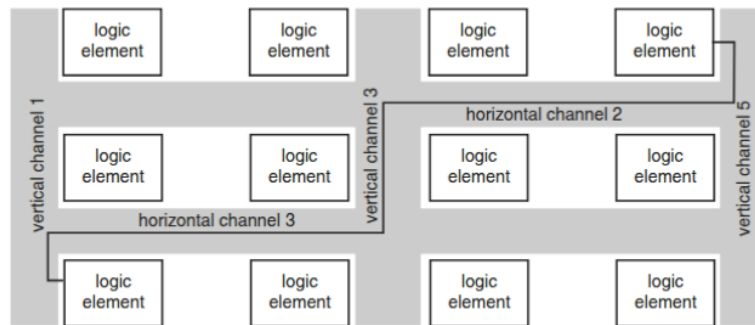 logic
element
logic
element
logic
element
logic
element
vertical channel 1
vertical channel 3
horizontal channel 2
vertical channel 5
logic
element
logic
element
logic
element
logic
element
horizontal channel 3
logic
element
logic
element
logic
element
logic
element